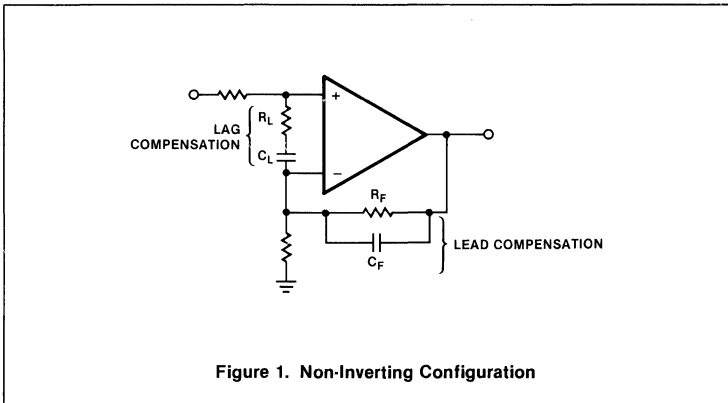 +
R_L
LAG
COMPENSATION
C_L
−
R_F
LEAD COMPENSATION
C_F
Figure 1. Non-Inverting Configuration